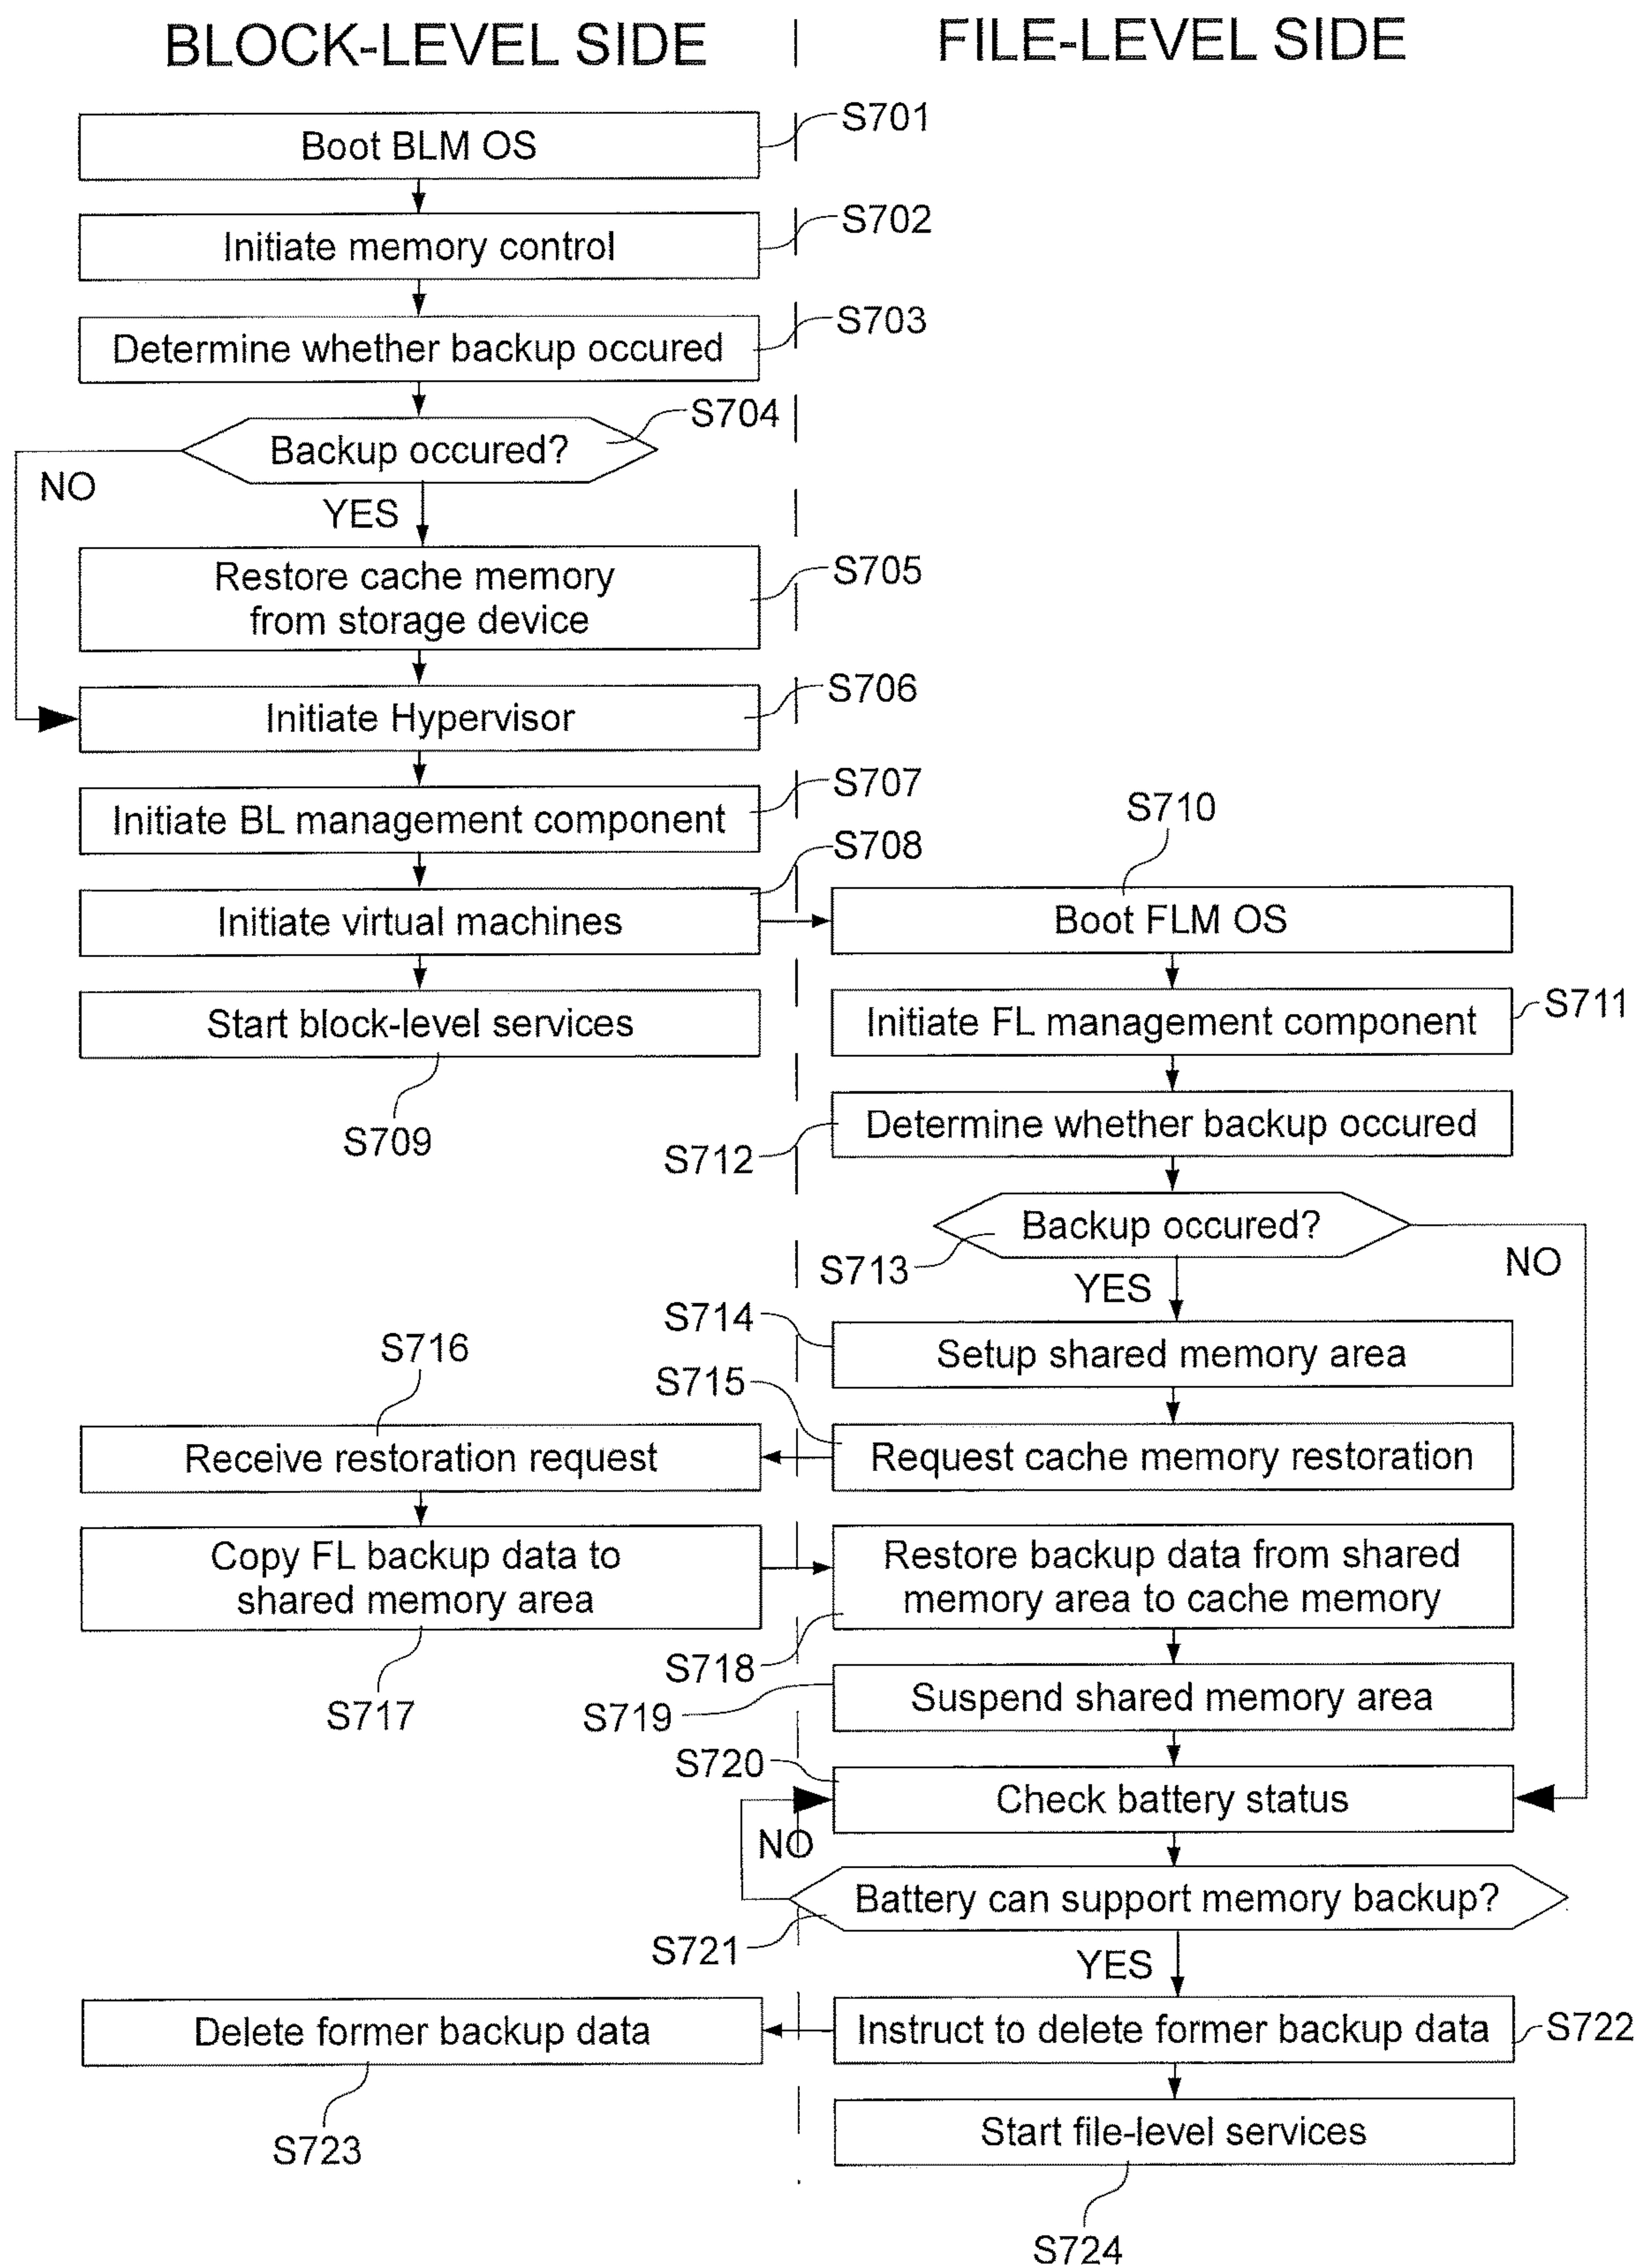 BLOCK-LEVEL SIDE
FILE-LEVEL SIDE
S701
Boot BLM OS
S702
Initiate memory control
S703
Determine whether backup occured
S704
Backup occured?
NO
YES
Restore cache memory
from storage device
S705
S706
Initiate Hypervisor
S707
Initiate BL management component
S708
Initiate virtual machines
Start block-level services
S709
S710
Boot FLM OS
S711
Initiate FL management component
Determine whether backup occured
S712
Backup occured?
S713
NO
YES
S714
Setup shared memory area
S715
Request cache memory restoration
S716
Receive restoration request
Copy FL backup data to
shared memory area
S717
Restore backup data from shared
memory area to cache memory
S718
Suspend shared memory area
S719
S720
Check battery status
NO
Battery can support memory backup?
S721
YES
Instruct to delete former backup data
S722
Delete former backup data
S723
Start file-level services
S724